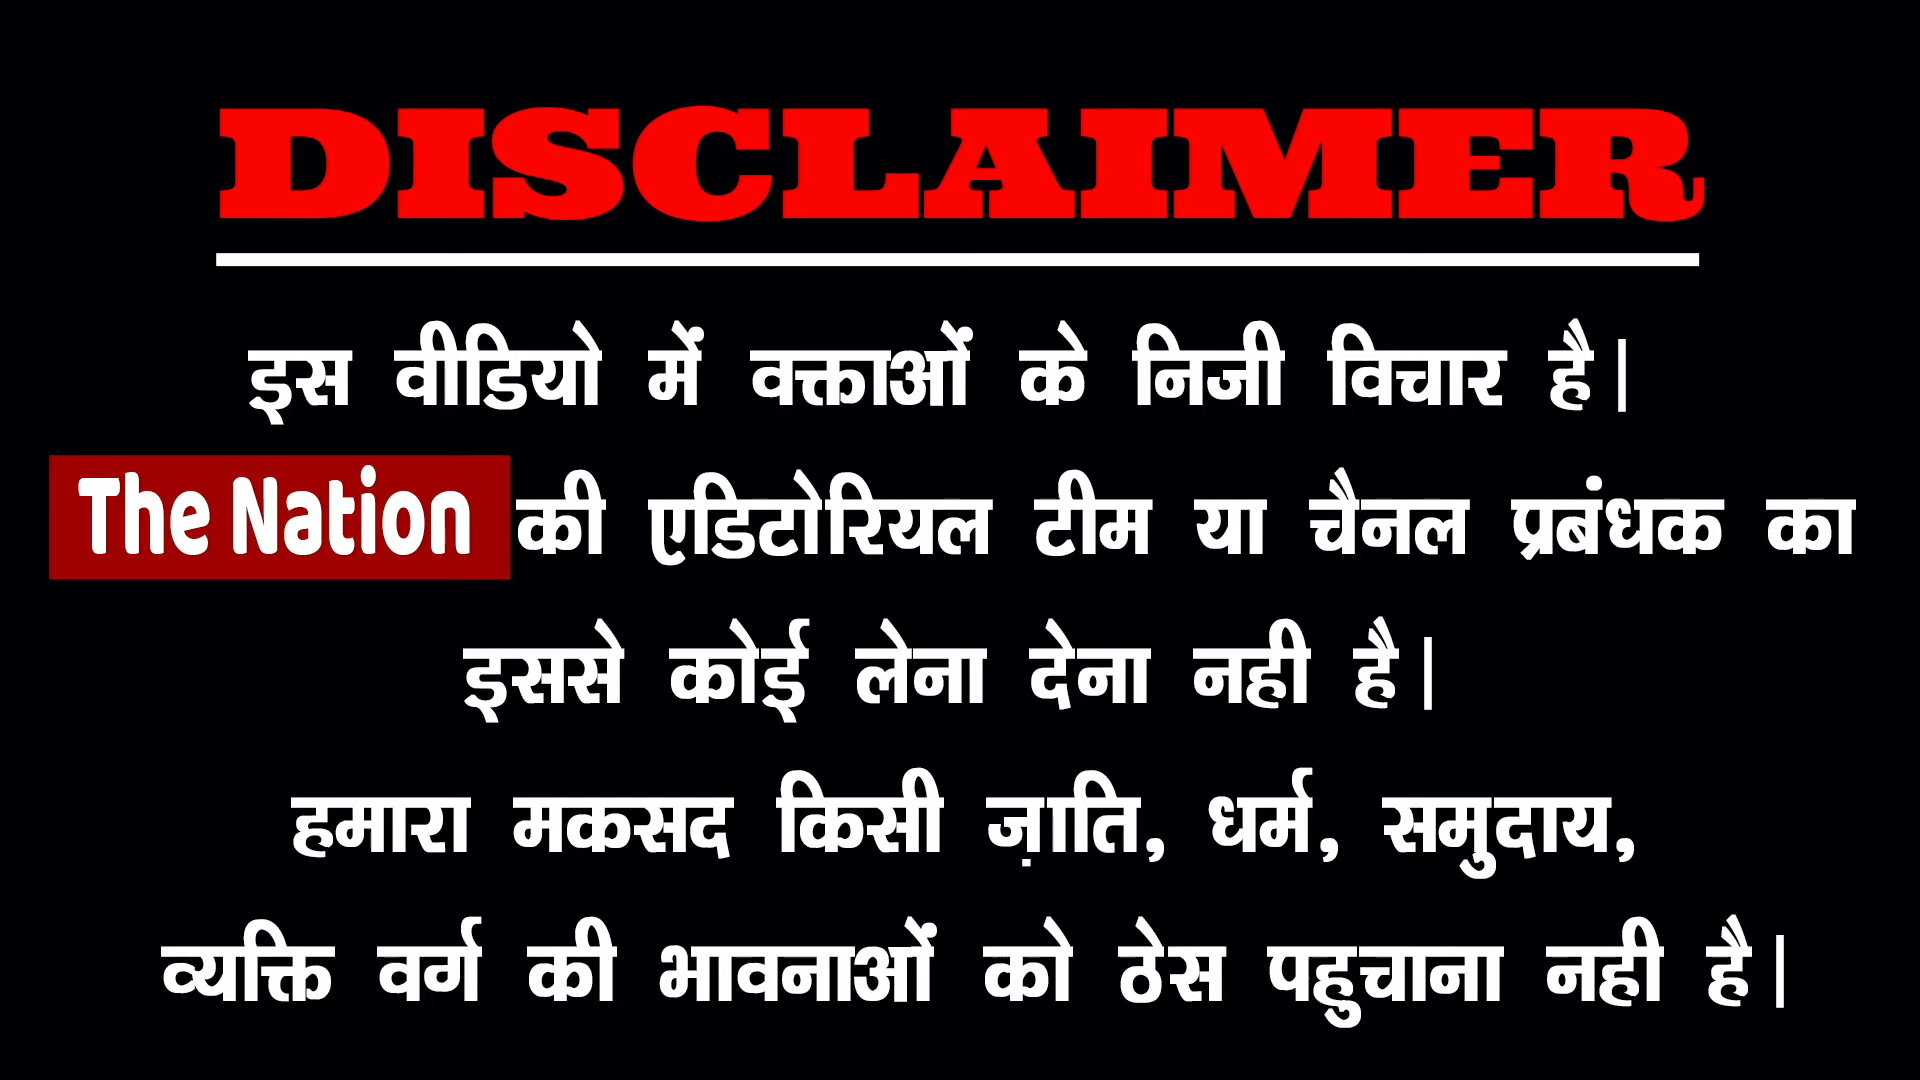 DISCLAIMER
इस वीडियो में वक्ताओं के निजी विचार है|
The Nation की एडिटोरियल टीम या चैनल प्रबंधक का
इससे कोई लेना देना नही है|
हमारा मकसद किसी ज़ाति, धर्म, समुदाय,
व्यक्ति वर्ग की भावनाओं को ठेस पहुचाना नही है|